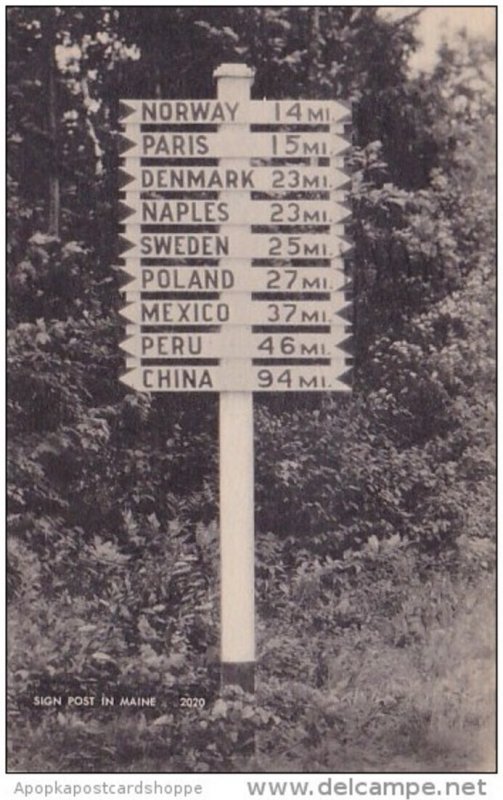 NORWAY 14 MI.
PARIS 15 MI.
DENMARK 23 MI.
NAPLES 23 MI.
SWEDEN 25 MI.
POLAND 27 MI.
MEXICO 37 MI.
PERU 46 MI.
CHINA 94 MI.
SIGN POST IN MAINE 2020
Apopkapostcardshoppe
www.delcampe.net